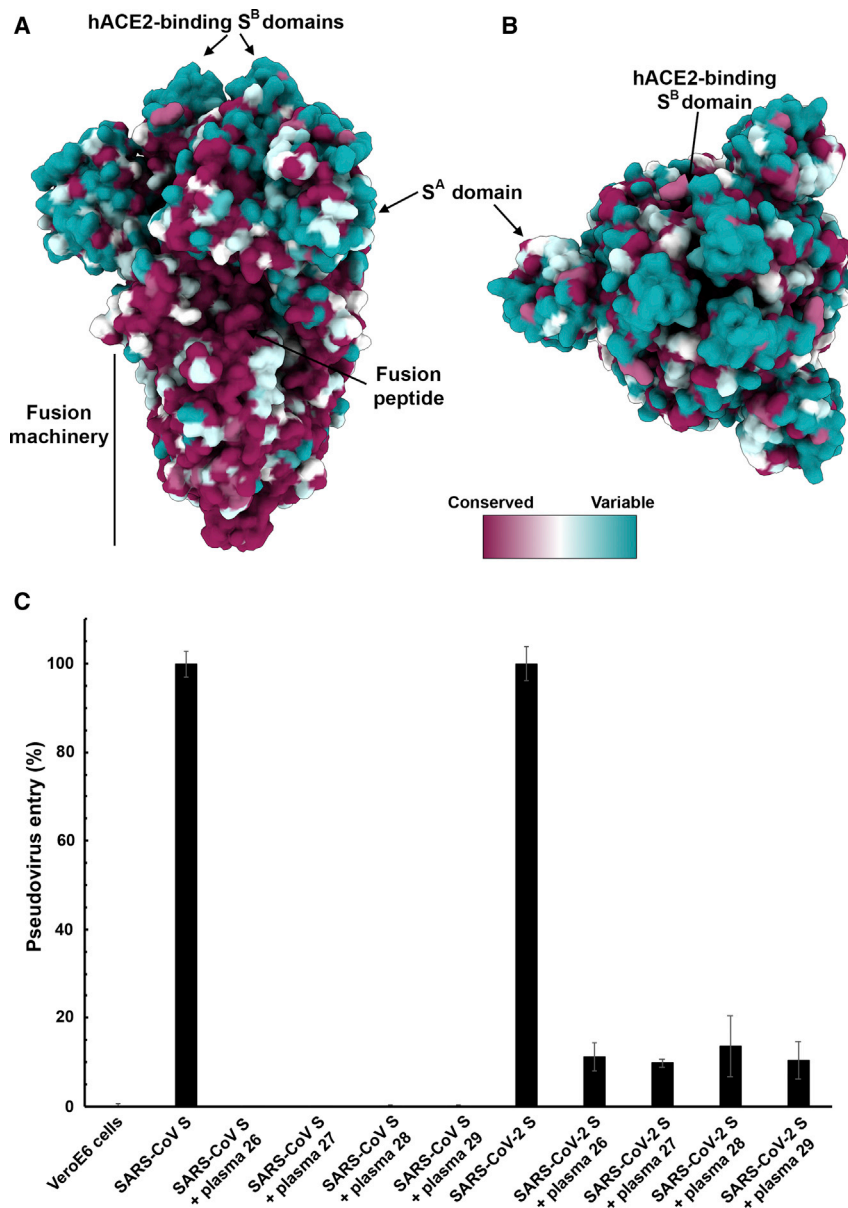 A
hACE2-binding S^B domains
B
hACE2-binding
S^B domain
S^A domain
Fusion
machinery
Fusion
peptide
Conserved Variable
C
Pseudovirus entry (%)
100
80
60
40
20
0
VeroE6 cells
SARS-CoV S
SARS-CoV S
+ plasma 26
SARS-CoV S
+ plasma 27
SARS-CoV S
+ plasma 28
SARS-CoV S
+ plasma 29
SARS-CoV-2 S
SARS-CoV-2 S
+ plasma 26
SARS-CoV-2 S
+ plasma 27
SARS-CoV-2 S
+ plasma 28
SARS-CoV-2 S
+ plasma 29